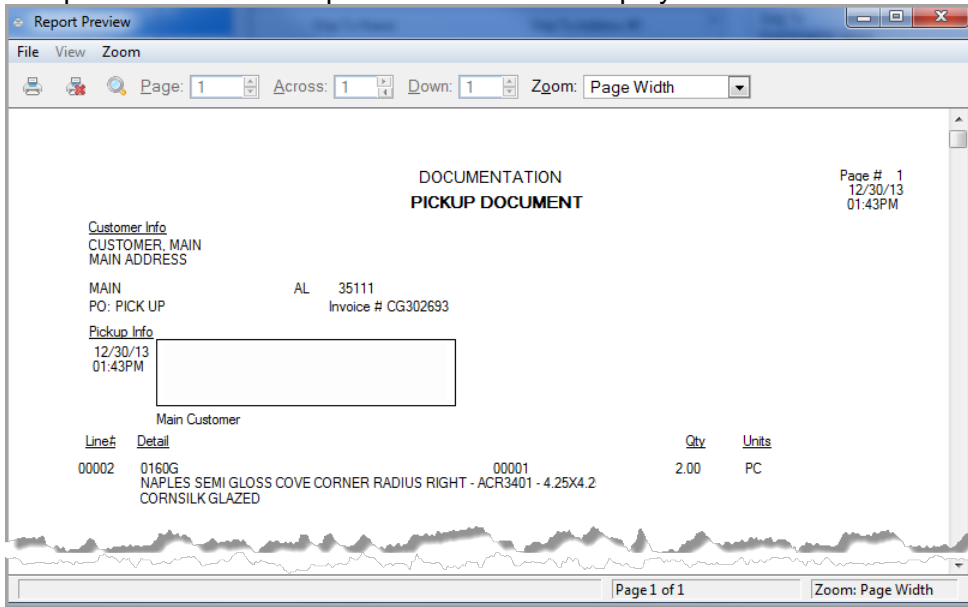 Report Preview
File View Zoom
Page: 1 Across: 1 Down: 1 Zoom: Page Width
DOCUMENTATION
PICKUP DOCUMENT
Page # 1
12/30/13
01:43PM
Customer Info
CUSTOMER, MAIN
MAIN ADDRESS
MAIN AL 35111
PO: PICK UP Invoice # CG302693
Pickup Info
12/30/13
01:43PM
Main Customer
Line# Detail Qty Units
00002 0160G 00001 2.00 PC
NAPLES SEMI GLOSS COVE CORNER RADIUS RIGHT - ACR3401 - 4.25X4.2
CORNSILK GLAZED
Page 1 of 1 Zoom: Page Width